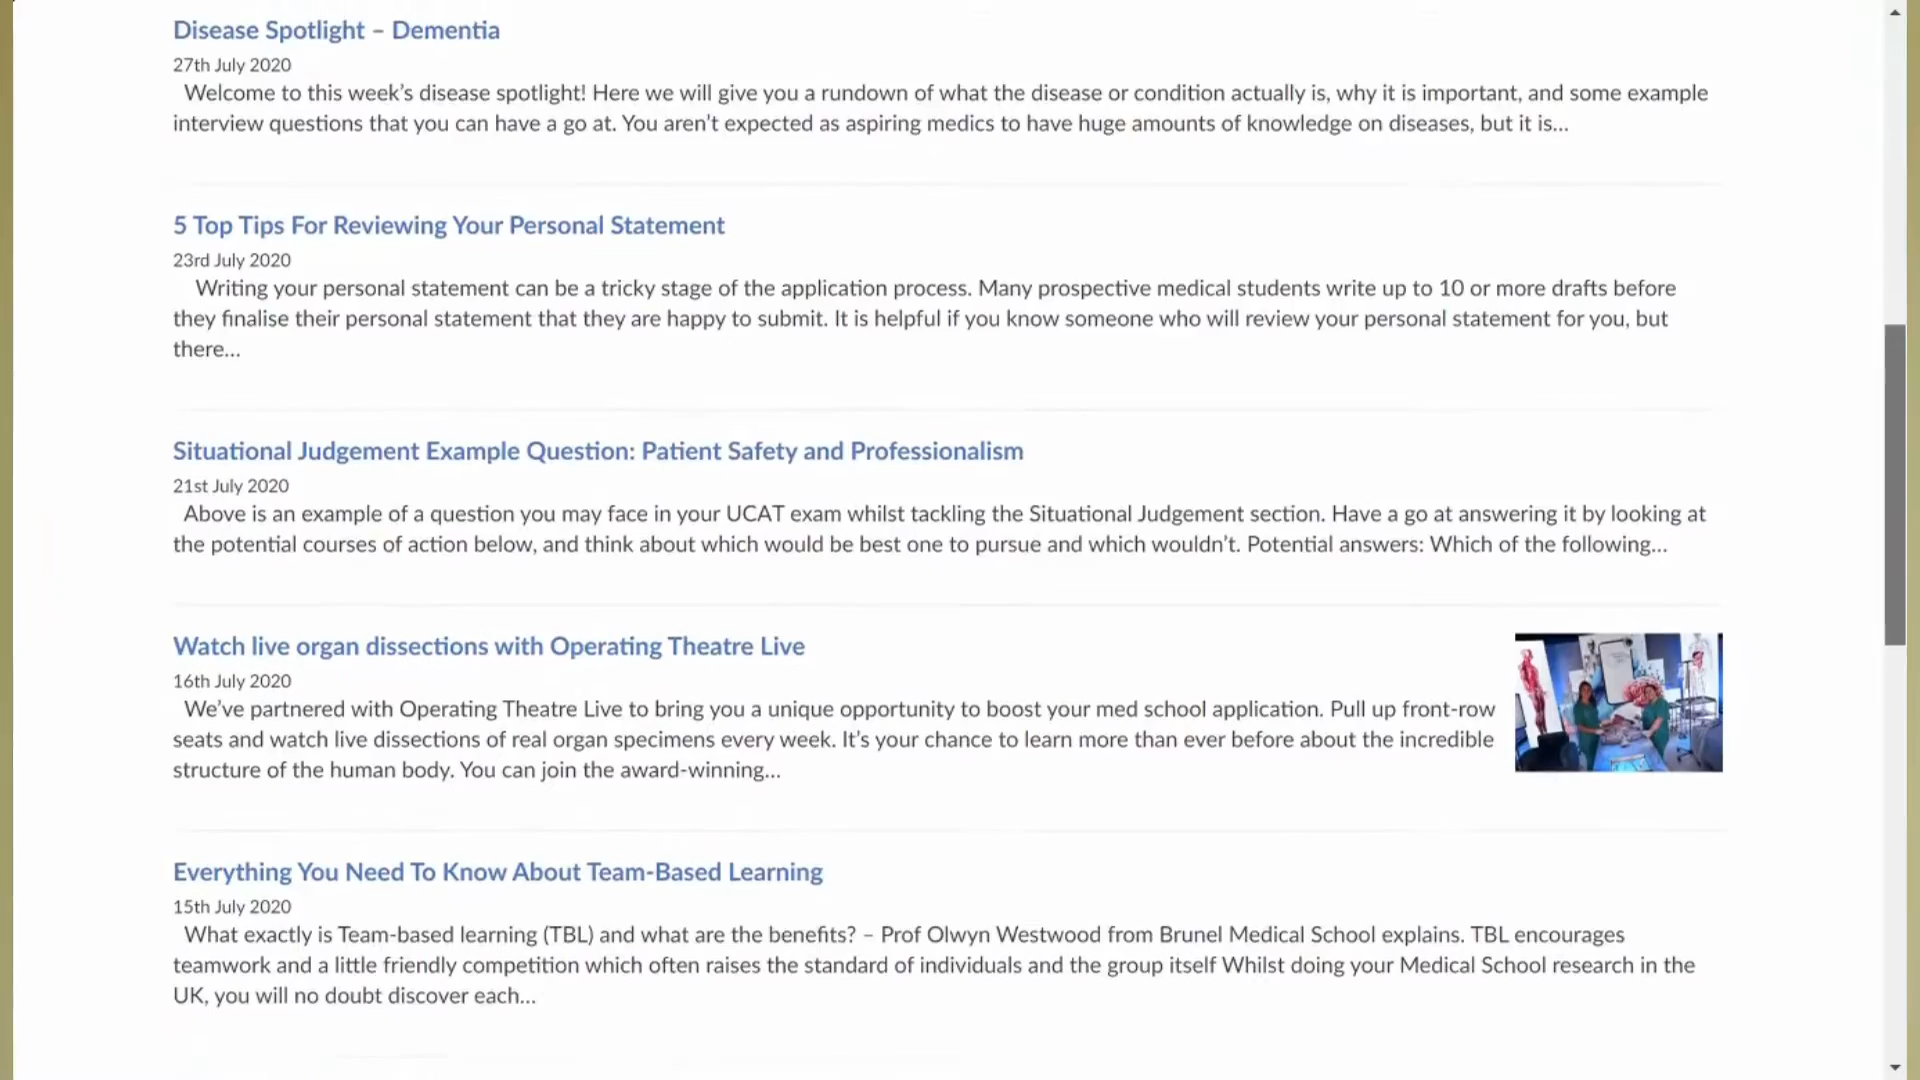 Disease Spotlight – Dementia
27th July 2020
Welcome to this week’s disease spotlight! Here we will give you a rundown of what the disease or condition actually is, why it is important, and some example
interview questions that you can have a go at. You aren’t expected as aspiring medics to have huge amounts of knowledge on diseases, but it is...
5 Top Tips For Reviewing Your Personal Statement
23rd July 2020
Writing your personal statement can be a tricky stage of the application process. Many prospective medical students write up to 10 or more drafts before
they finalise their personal statement that they are happy to submit. It is helpful if you know someone who will review your personal statement for you, but
there...
Situational Judgement Example Question: Patient Safety and Professionalism
21st July 2020
Above is an example of a question you may face in your UCAT exam whilst tackling the Situational Judgement section. Have a go at answering it by looking at
the potential courses of action below, and think about which would be best one to pursue and which wouldn’t. Potential answers: Which of the following...
Watch live organ dissections with Operating Theatre Live
16th July 2020
We’ve partnered with Operating Theatre Live to bring you a unique opportunity to boost your med school application. Pull up front-row
seats and watch live dissections of real organ specimens every week. It’s your chance to learn more than ever before about the incredible
structure of the human body. You can join the award-winning...
Everything You Need To Know About Team-Based Learning
15th July 2020
What exactly is Team-based learning (TBL) and what are the benefits? – Prof Olwyn Westwood from Brunel Medical School explains. TBL encourages
teamwork and a little friendly competition which often raises the standard of individuals and the group itself Whilst doing your Medical School research in the
UK, you will no doubt discover each...